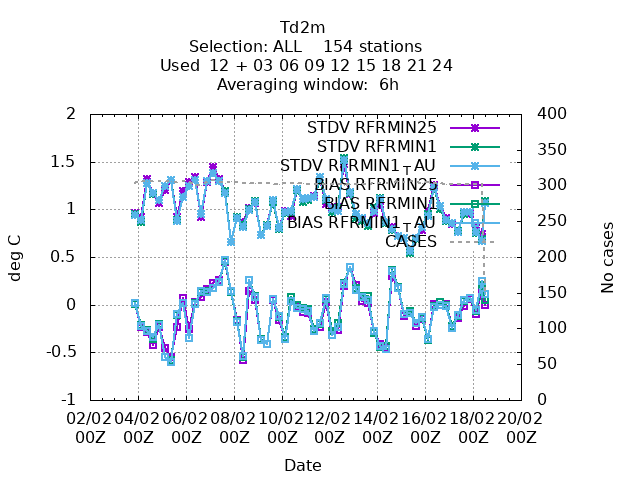 Td2m
Selection: ALL    154 stations
Used  12 + 03 06 09 12 15 18 21 24
Averaging window:  6h
2
1.5
1
0.5
0
-0.5
-1
deg C
400
350
300
250
200
150
100
50
0
No cases
STDV RFRMIN25
STDV RFRMIN1
STDV RFRMIN1_AU
BIAS RFRMIN25
BIAS RFRMIN1
BIAS RFRMIN1_AU
CASES
02/02 04/02 06/02 08/02 10/02 12/02 14/02 16/02 18/02 20/02
00Z 00Z 00Z 00Z 00Z 00Z 00Z 00Z 00Z 00Z
Date